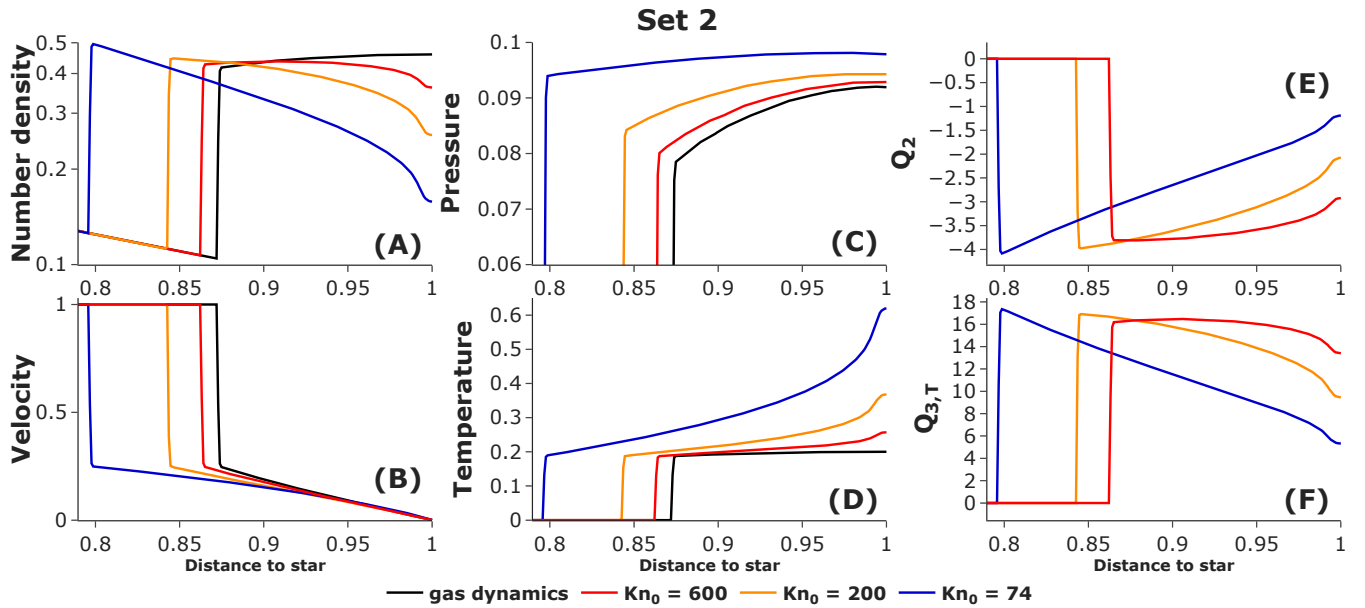 Set 2
Number density
0.5
0.4
0.3
0.2
0.1
(A)
0.8 0.85 0.9 0.95 1
Pressure
0.1
0.09
0.08
0.07
0.06
(C)
0.8 0.85 0.9 0.95 1
Q2
0
−0.5
−1
−1.5
−2
−2.5
−3
−3.5
−4
(E)
0.8 0.85 0.9 0.95 1
Velocity
1
0.5
0
(B)
0.8 0.85 0.9 0.95 1
Distance to star
Temperature
0.6
0.5
0.4
0.3
0.2
0.1
0
(D)
0.8 0.85 0.9 0.95 1
Distance to star
Q3,T
18
16
14
12
10
8
6
4
2
0
(F)
0.8 0.85 0.9 0.95 1
Distance to star
gas dynamics Kn0 = 600 Kn0 = 200 Kn0 = 74